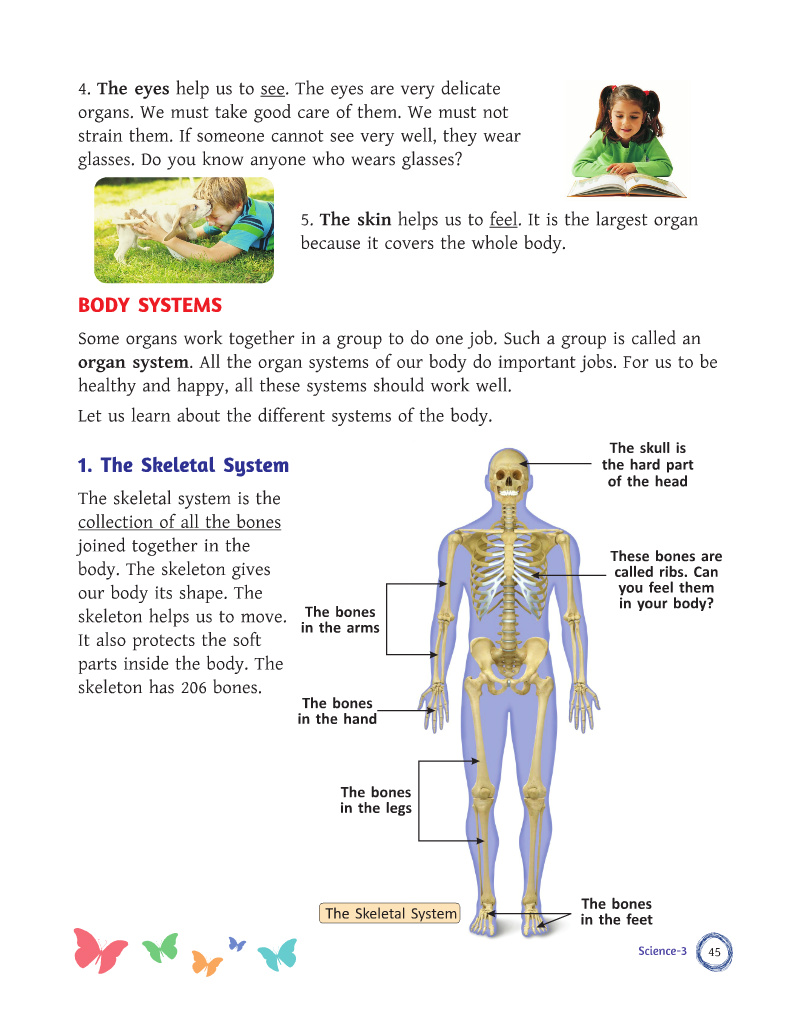 4. The eyes help us to see. The eyes are very delicate
organs. We must take good care of them. We must not
strain them. If someone cannot see very well, they wear
glasses. Do you know anyone who wears glasses?
5. The skin helps us to feel. It is the largest organ
because it covers the whole body.
BODY SYSTEMS
Some organs work together in a group to do one job. Such a group is called an
organ system. All the organ systems of our body do important jobs. For us to be
healthy and happy, all these systems should work well.
Let us learn about the different systems of the body.
1. The Skeletal System
The skeletal system is the
collection of all the bones
joined together in the
body. The skeleton gives
our body its shape. The
skeleton helps us to move.
It also protects the soft
parts inside the body. The
skeleton has 206 bones.
The skull is
the hard part
of the head
These bones are
called ribs. Can
you feel them
in your body?
The bones
in the arms
The bones
in the hand
The bones
in the legs
The bones
in the feet
The Skeletal System
Science-3
45